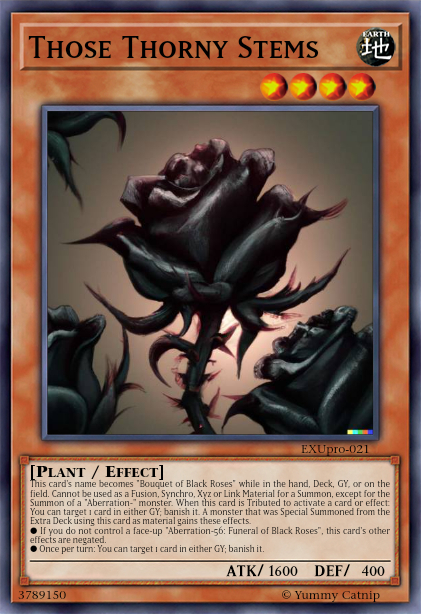 Those Thorny Stems
EARTH
地
EXUpro-021
[Plant / Effect]
This card's name becomes "Bouquet of Black Roses" while in the hand, Deck, GY, or on
the field. Cannot be used as a Fusion, Synchro, Xyz or Link Material for a Summon, except for the
Summon of a "Aberration-" monster. When this card is Tributed to activate a card or effect:
You can target 1 card in either GY; banish it. A monster that was Special Summoned from the
Extra Deck using this card as material gains these effects.
● If you do not control a face-up "Aberration-56: Funeral of Black Roses", this card's other
effects are negated.
● Once per turn: You can target 1 card in either GY; banish it.
ATK/ 1600 DEF/ 400
3789150 © Yummy Catnip